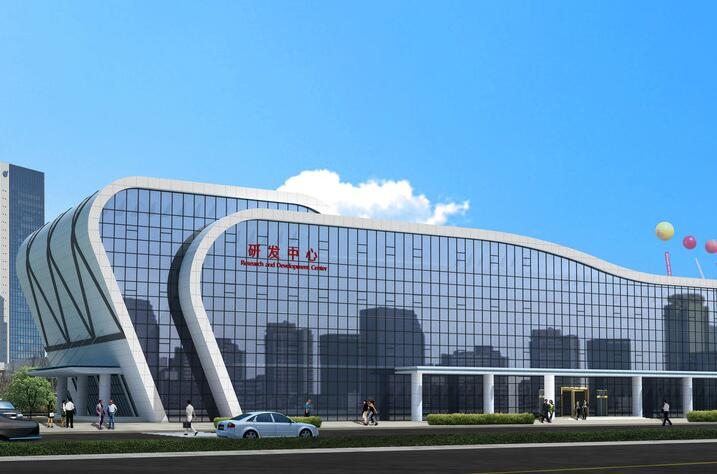 研发中心
Research and Development Center